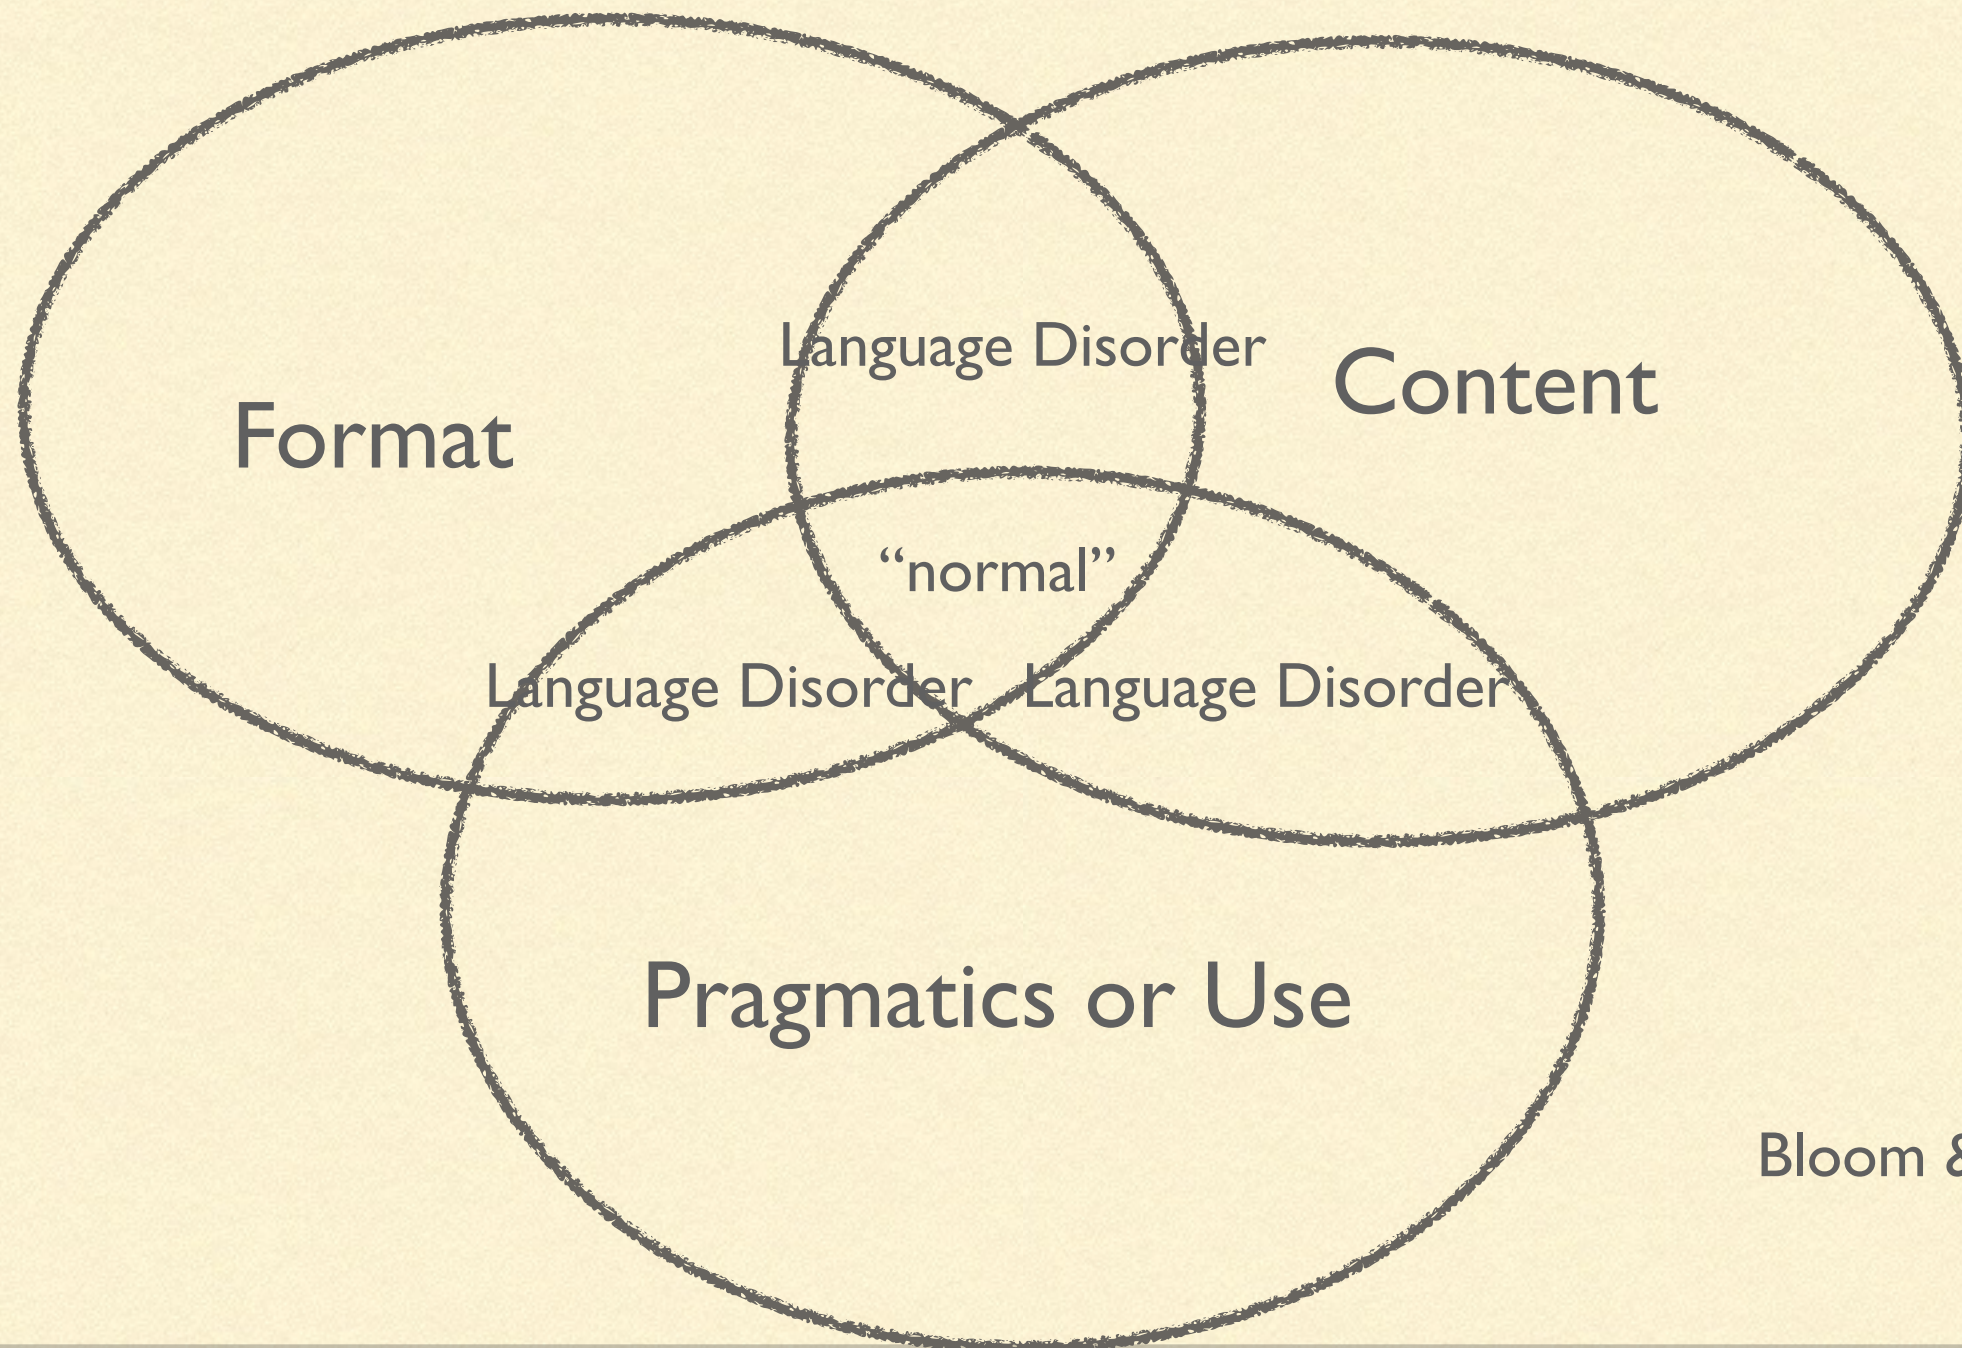 Language Disorder
Content
Format
“normal”
Language Disorder
Language Disorder
Pragmatics or Use
Bloom &